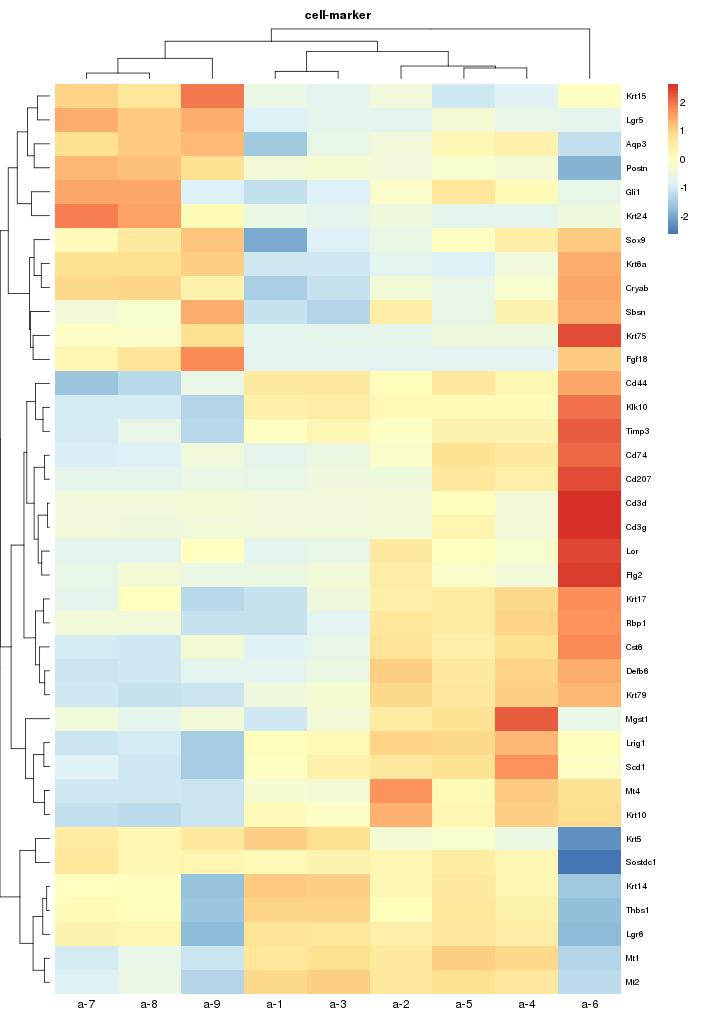 cell-marker
2
1
0
-1
-2
Krt15
Lgr5
Aqp3
Postn
Gli1
Krt24
Sox9
Krt6a
Cryab
Sbsn
Krt75
Fgf18
Cd44
Klk10
Timp3
Cd74
Cd207
Cd3d
Cd3g
Lor
Flg2
Krt17
Rbp1
Cst6
Defb6
Krt79
Mgst1
Lrig1
Scd1
Mt4
Krt10
Krt5
Sostdc1
Krt14
Thbs1
Lgr6
Mt1
Mt2
a-7 a-8 a-9 a-1 a-3 a-2 a-5 a-4 a-6